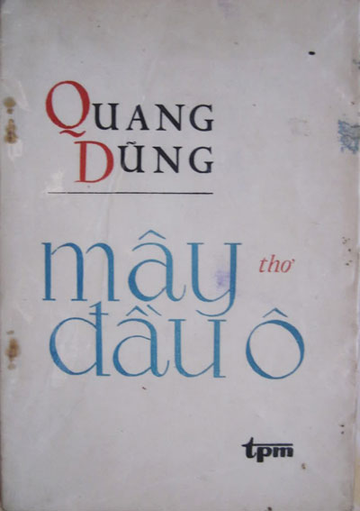 QUANG
DŨNG
mây
thơ
đầu ô
tpm